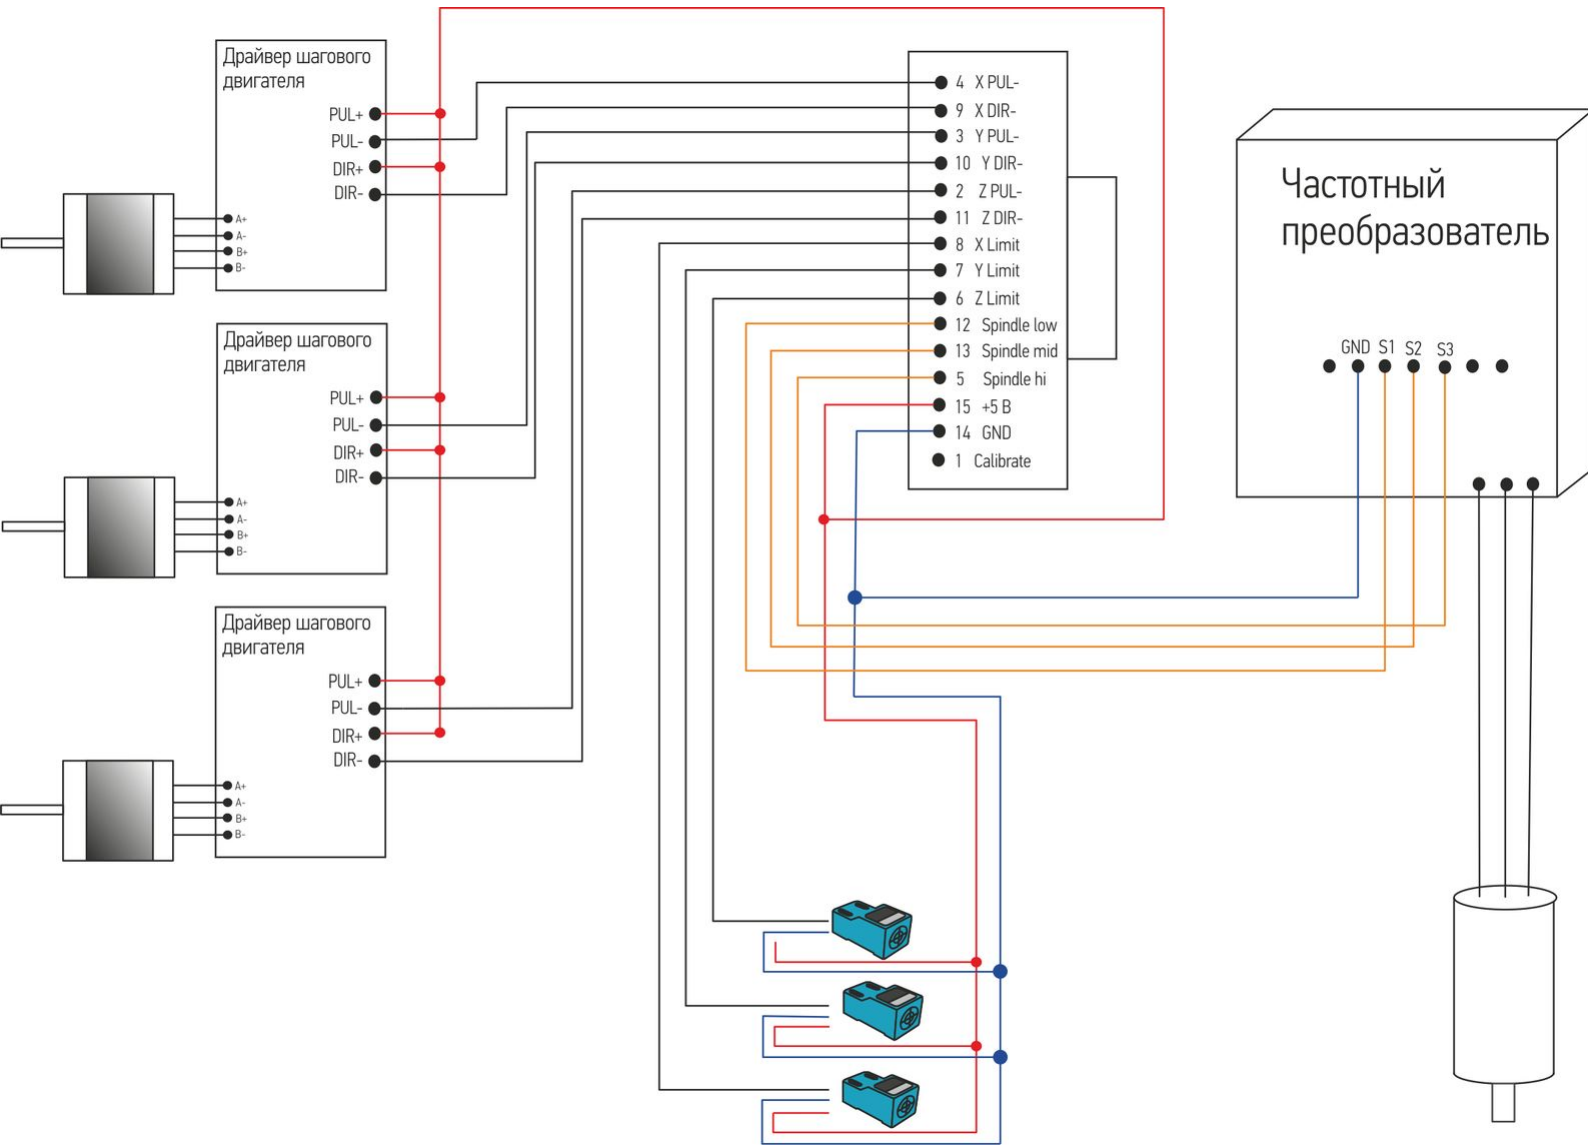 Драйвер шагового
двигателя
PUL+
PUL-
DIR+
DIR-
A+
A-
B+
B-
Драйвер шагового
двигателя
PUL+
PUL-
DIR+
DIR-
A+
A-
B+
B-
Драйвер шагового
двигателя
PUL+
PUL-
DIR+
DIR-
A+
A-
B+
B-
4 X PUL-
9 X DIR-
3 Y PUL-
10 Y DIR-
2 Z PUL-
11 Z DIR-
8 X Limit
7 Y Limit
6 Z Limit
12 Spindle low
13 Spindle mid
5 Spindle hi
15 +5 В
14 GND
1 Calibrate
Частотный
преобразователь
GND S1 S2 S3